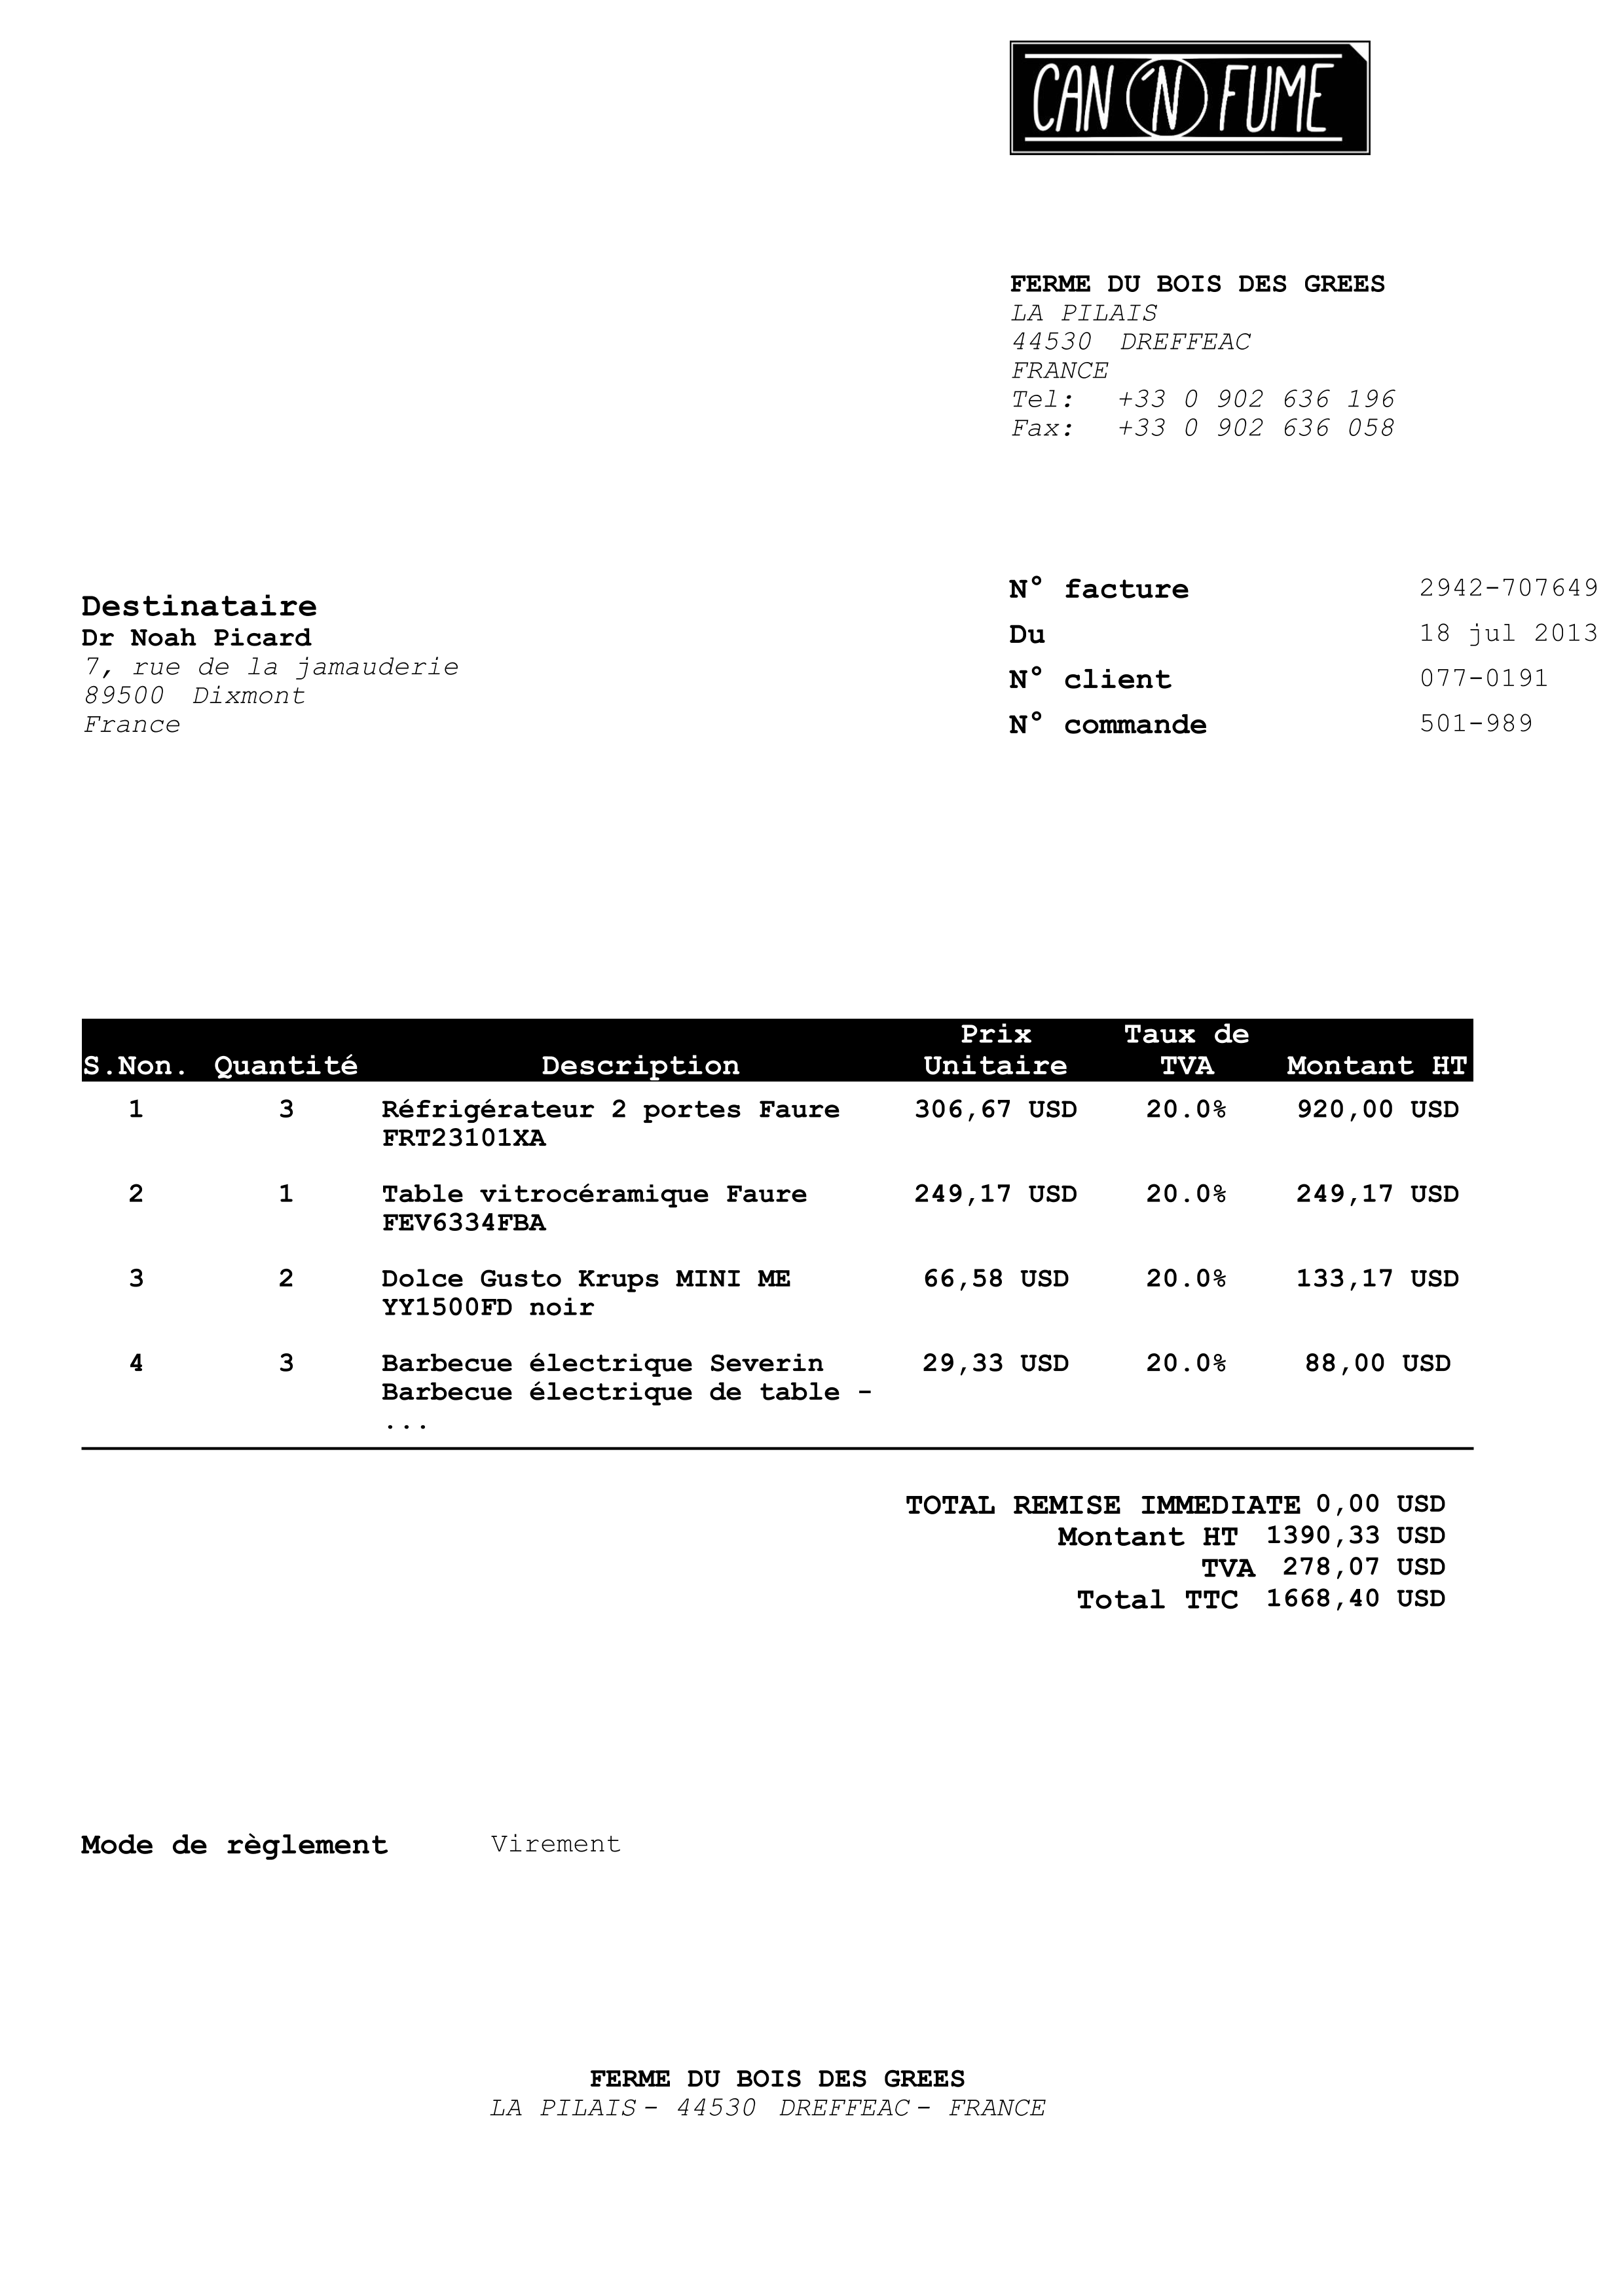 CAN 'N FUME
FERME DU BOIS DES GREES
LA PILAIS
44530 DREFFEAC
FRANCE
Tel: +33 0 902 636 196
Fax: +33 0 902 636 058
Destinataire
Dr Noah Picard
7, rue de la jamauderie
89500 Dixmont
France
N° facture 2942-707649
Du 18 jul 2013
N° client 077-0191
N° commande 501-989
S.Non. Quantité Description Prix Unitaire Taux de TVA Montant HT
1 3 Réfrigérateur 2 portes Faure 306,67 USD 20.0% 920,00 USD
FRT23101XA
2 1 Table vitrocéramique Faure 249,17 USD 20.0% 249,17 USD
FEV6334FBA
3 2 Dolce Gusto Krups MINI ME 66,58 USD 20.0% 133,17 USD
YY1500FD noir
4 3 Barbecue électrique Severin 29,33 USD 20.0% 88,00 USD
Barbecue électrique de table -
...
TOTAL REMISE IMMEDIATE 0,00 USD
Montant HT 1390,33 USD
TVA 278,07 USD
Total TTC 1668,40 USD
Mode de règlement Virement
FERME DU BOIS DES GREES
LA PILAIS - 44530 DREFFEAC - FRANCE